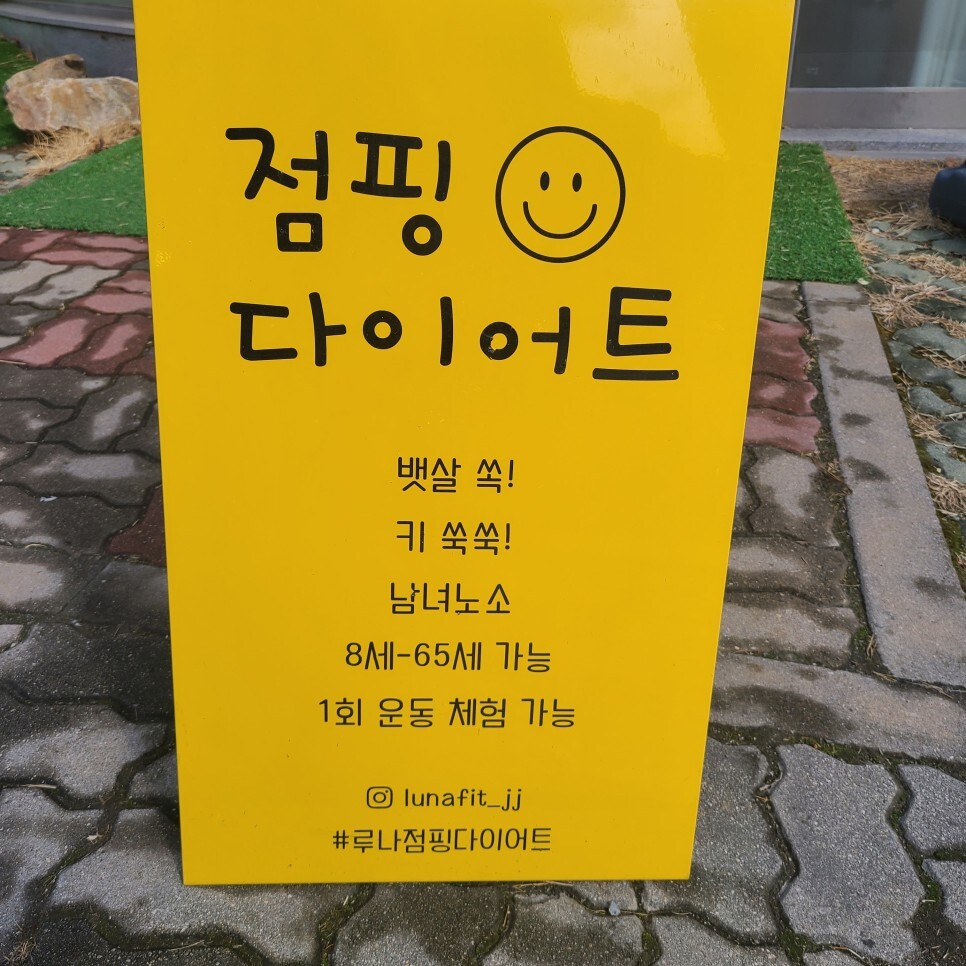 점핑
다이어트
뱃살 쏙!
키 쑥쑥!
남녀노소
8세-65세 가능
1회 운동 체험 가능
lunafit_jj
#루나점핑다이어트